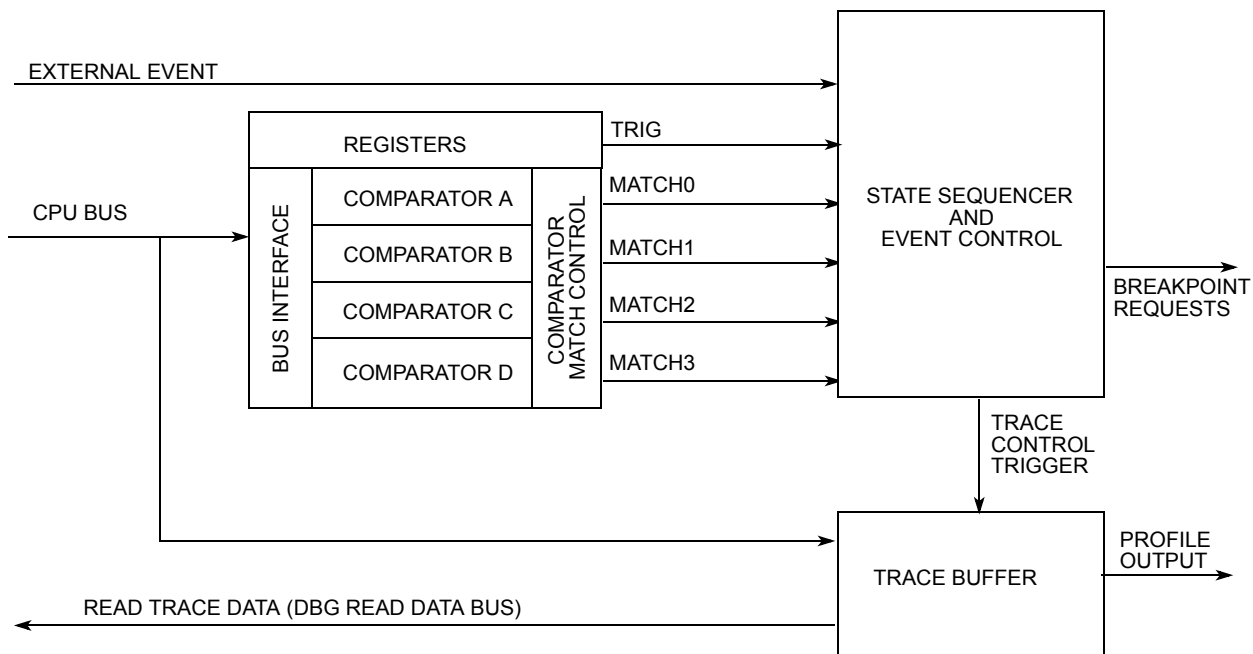 EXTERNAL EVENT
CPU BUS
REGISTERS
BUS INTERFACE
COMPARATOR A
COMPARATOR B
COMPARATOR C
COMPARATOR D
COMPARATOR
MATCH CONTROL
TRIG
MATCH0
MATCH1
MATCH2
MATCH3
STATE SEQUENCER
AND
EVENT CONTROL
BREAKPOINT
REQUESTS
TRACE
CONTROL
TRIGGER
TRACE BUFFER
PROFILE
OUTPUT
READ TRACE DATA (DBG READ DATA BUS)